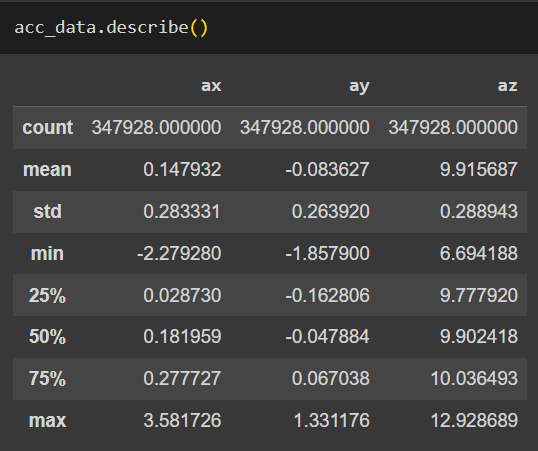 acc_data.describe()
ax ay az
count 347928.000000 347928.000000 347928.000000
mean 0.147932 -0.083627 9.915687
std 0.283331 0.263920 0.288943
min -2.279280 -1.857900 6.694188
25% 0.028730 -0.162806 9.777920
50% 0.181959 -0.047884 9.902418
75% 0.277727 0.067038 10.036493
max 3.581726 1.331176 12.928689